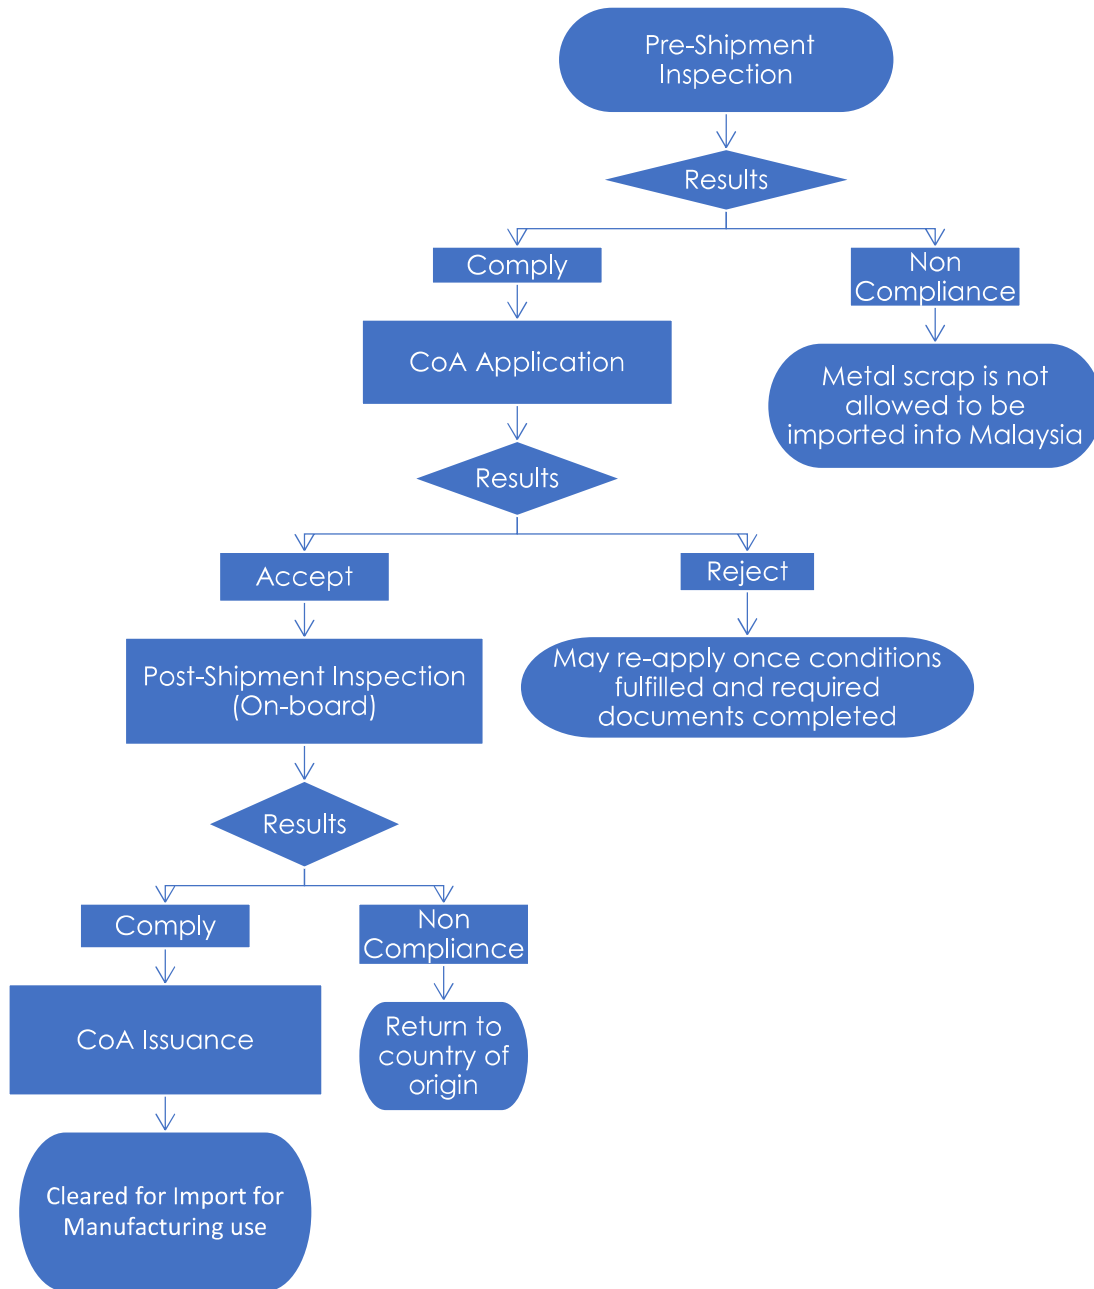 Pre-Shipment
Inspection
Results
Comply
Non
Compliance
CoA Application
Metal scrap is not
allowed to be
imported into Malaysia
Results
Accept
Reject
Post-Shipment Inspection
(On-board)
May re-apply once conditions
fulfilled and required
documents completed
Results
Comply
Non
Compliance
CoA Issuance
Return to
country of
origin
Cleared for Import for
Manufacturing use